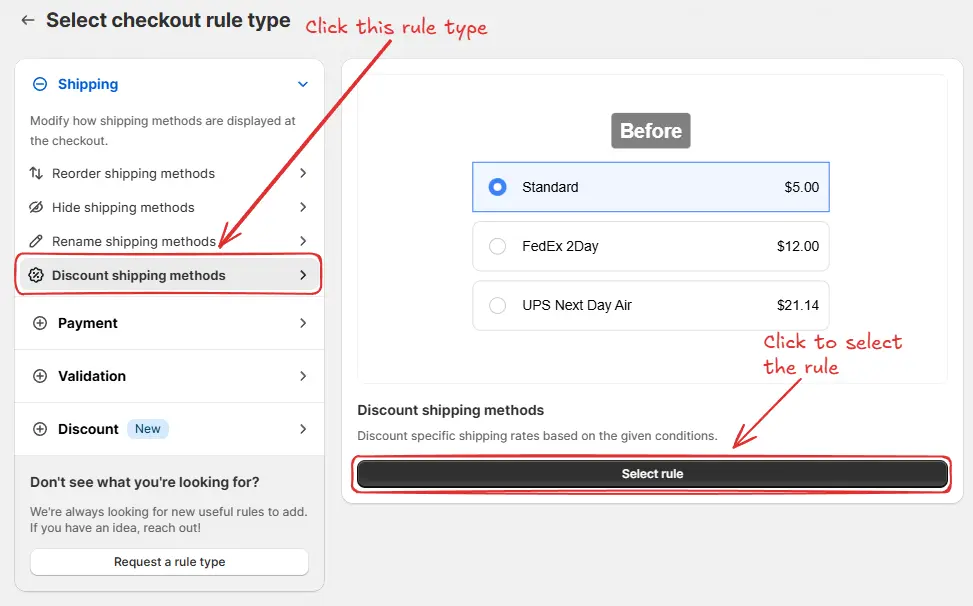 Select checkout rule type
Click this rule type
Shipping
Modify how shipping methods are displayed at
the checkout.
Reorder shipping methods
Hide shipping methods
Rename shipping methods
Discount shipping methods
Payment
Validation
Discount New
Don't see what you're looking for?
We're always looking for new useful rules to add.
If you have an idea, reach out!
Request a rule type
Before
Standard $5.00
FedEx 2Day $12.00
UPS Next Day Air $21.14
Click to select
the rule
Discount shipping methods
Discount specific shipping rates based on the given conditions.
Select rule